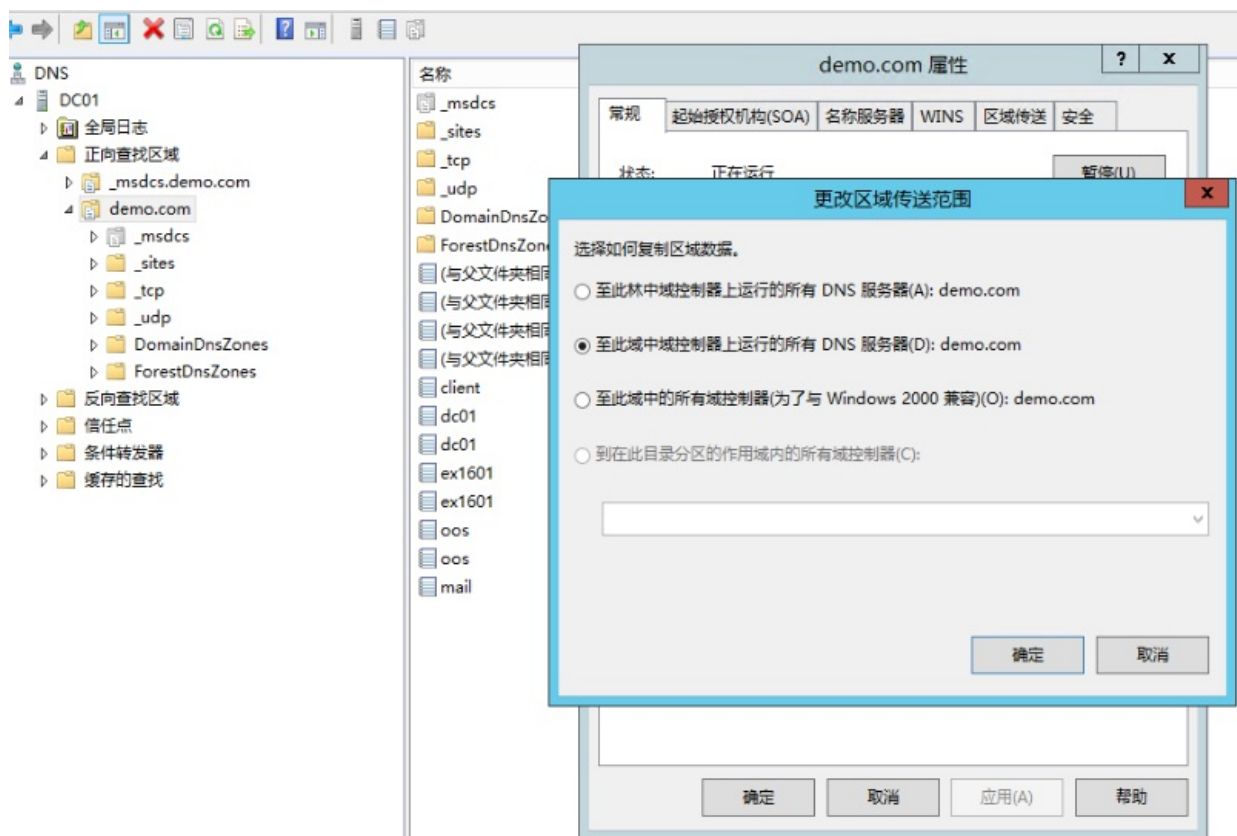 DNS
DC01
全局日志
正向查找区域
_msdcs.demo.com
demo.com
_msdcs
_sites
_tcp
_udp
DomainDnsZones
ForestDnsZones
反向查找区域
信任点
条件转发器
缓存的查找
名称
_msdcs
_sites
_tcp
_udp
DomainDnsZo
ForestDnsZon
(与父文件夹相同
(与父文件夹相同
(与父文件夹相同
(与父文件夹相同
client
dc01
dc01
ex1601
ex1601
oos
oos
mail
demo.com 属性
? x
常规 起始授权机构(SOA) 名称服务器 WINS 区域传送 安全
状态: 正在运行 暂停(U)
更改区域传送范围
x
选择如何复制区域数据。
至此林中域控制器上运行的所有 DNS 服务器(A): demo.com
至此域中域控制器上运行的所有 DNS 服务器(D): demo.com
至此域中的所有域控制器(为了与 Windows 2000 兼容)(O): demo.com
到在此目录分区的作用域内的所有域控制器(C):
确定 取消
确定 取消 应用(A) 帮助